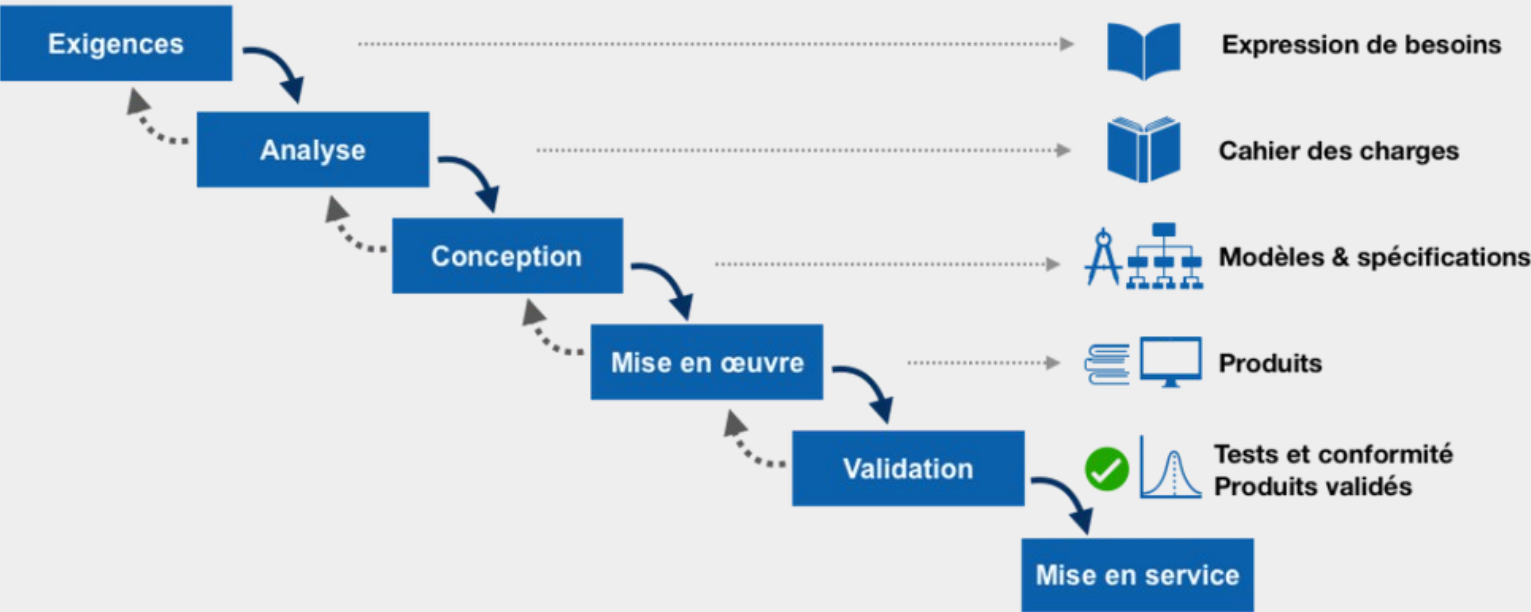 Exigences
Expression de besoins
Analyse
Cahier des charges
Conception
Modèles & spécifications
Mise en œuvre
Produits
Validation
Tests et conformité
Produits validés
Mise en service